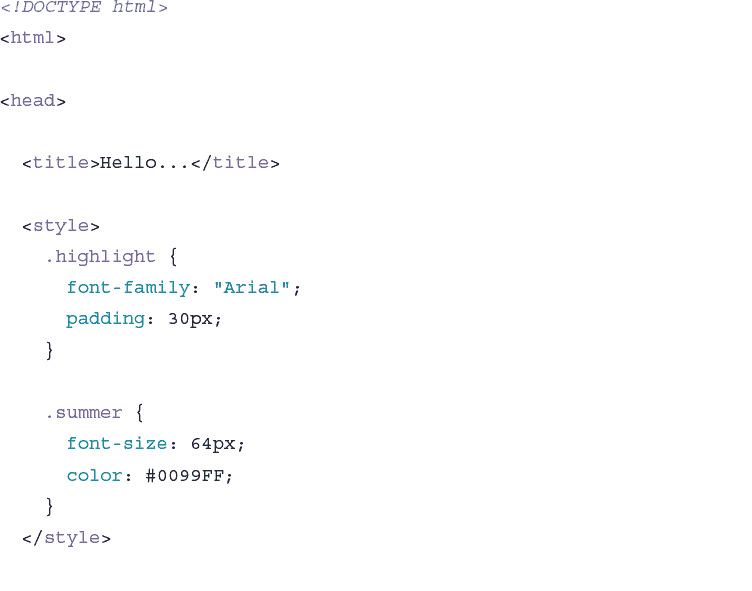 <!DOCTYPE html>
<html>
<head>
<title>Hello...</title>
<style>
.highlight {
font-family: "Arial";
padding: 30px;
}
.summer {
font-size: 64px;
color: #0099FF;
}
</style>